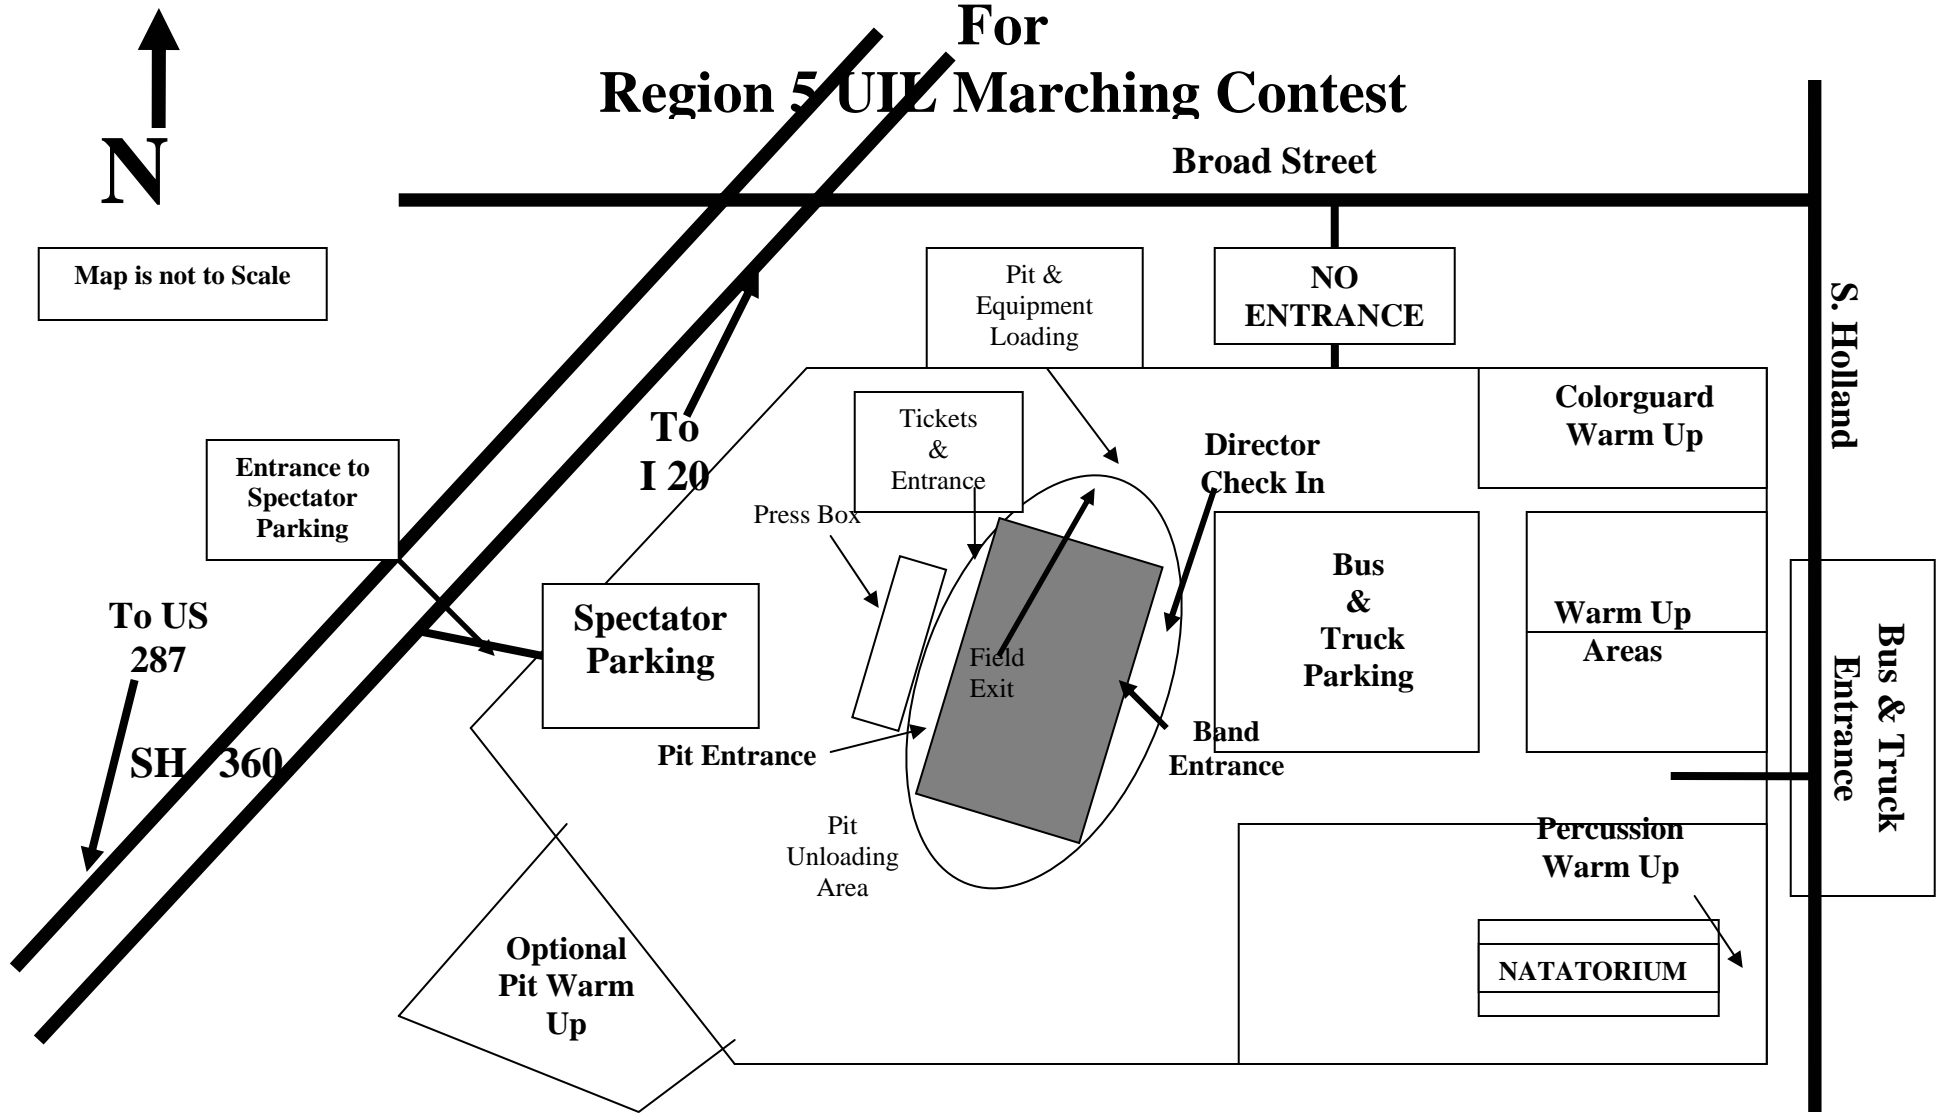 For
Region 5 UIL Marching Contest
N
Broad Street
Map is not to Scale
Pit &
Equipment
Loading
NO
ENTRANCE
S. Holland
Colorguard
Warm Up
Tickets
&
Entrance
Director
Check In
To
I 20
Entrance to
Spectator
Parking
Press Box
Bus
&
Truck
Parking
Warm Up
Areas
To US
287
Spectator
Parking
Field
Exit
Bus & Truck
Entrance
SH 360
Pit Entrance
Band
Entrance
Pit
Unloading
Area
Percussion
Warm Up
Optional
Pit Warm
Up
NATATORIUM